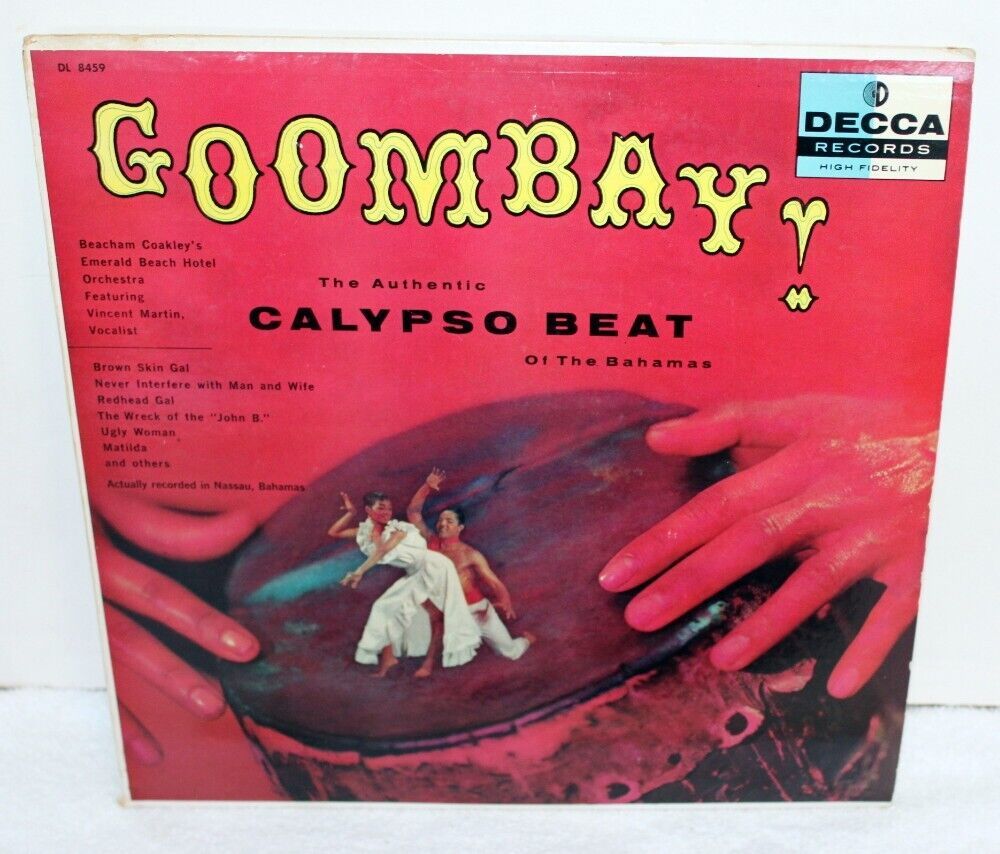 DL 8459
GOOMBAY!
DECCA
RECORDS
HIGH FIDELITY
Beacham Coakley's
Emerald Beach Hotel
Orchestra
Featuring
Vincent Martin,
Vocalist
The Authentic
CALYPSO BEAT
Of The Bahamas
Brown Skin Gal
Never Interfere with Man and Wife
Redhead Gal
The Wreck of the "John B."
Ugly Woman
Matilda
and others
Actually recorded in Nassau, Bahamas